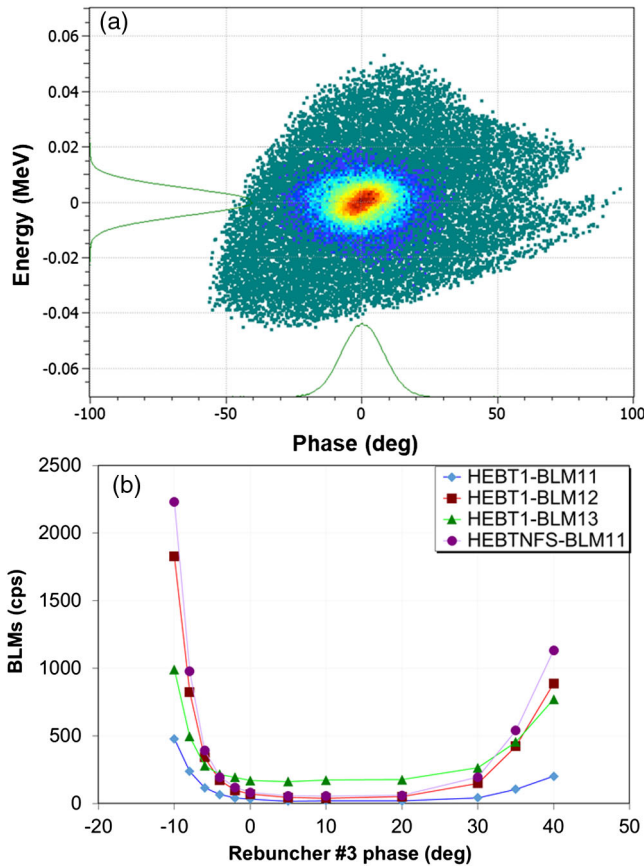 (a)
0.06
0.04
0.02
0
-0.02
-0.04
-0.06
Energy (MeV)
-100
-50
0
50
100
Phase (deg)
(b)
HEBT1-BLM11
HEBT1-BLM12
HEBT1-BLM13
HEBTNFS-BLM11
2500
2000
1500
1000
500
0
BLMs (cps)
-20
-10
0
10
20
30
40
50
Rebuncher #3 phase (deg)